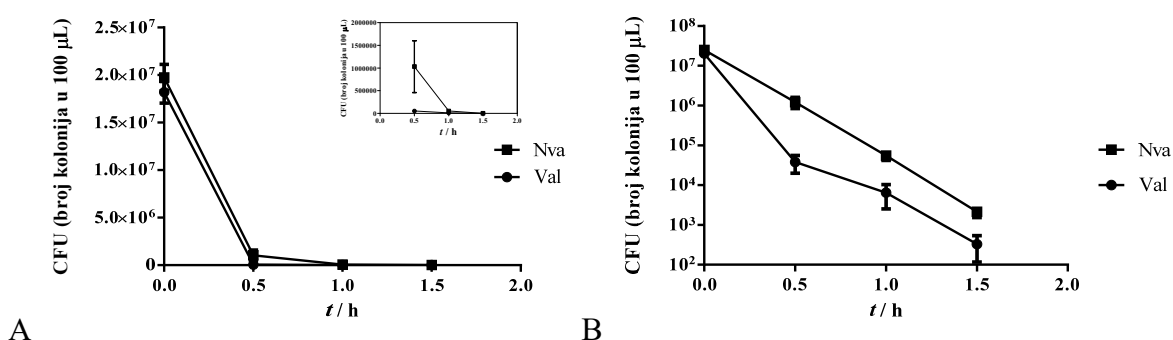 CFU (broj kolonija u 100 µL)
2.5×10⁷
2.0×10⁷
1.5×10⁷
1.0×10⁷
5.0×10⁶
0
0.0 0.5 1.0 1.5 2.0
t / h
CFU (broj kolonija u 100 µL)
2000000
1500000
1000000
500000
0
0.0 0.5 1.0 1.5 2.0
t / h
Nva
Val
A
CFU (broj kolonija u 100 µL)
10⁸
10⁷
10⁶
10⁵
10⁴
10³
10²
0.0 0.5 1.0 1.5 2.0
t / h
Nva
Val
B